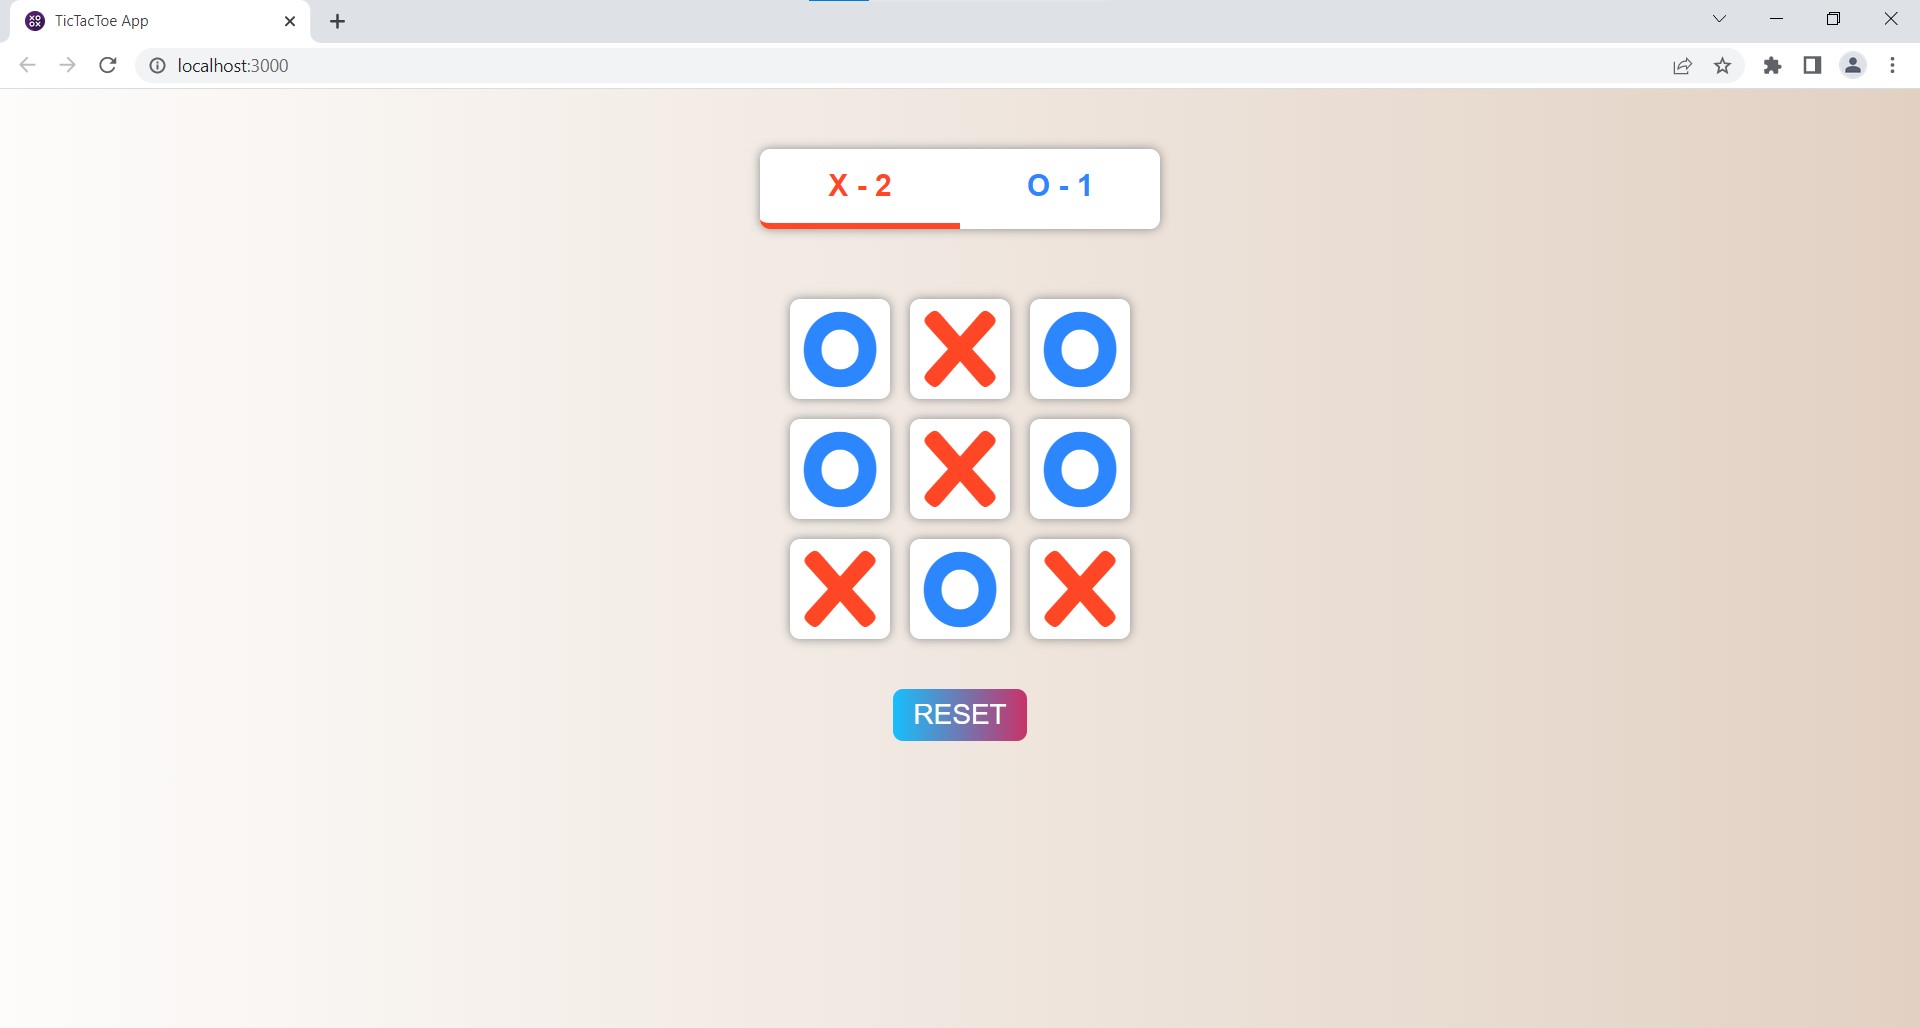 TicTacToe App
localhost:3000
X - 2 O - 1
O X O
O X O
X O X
RESET